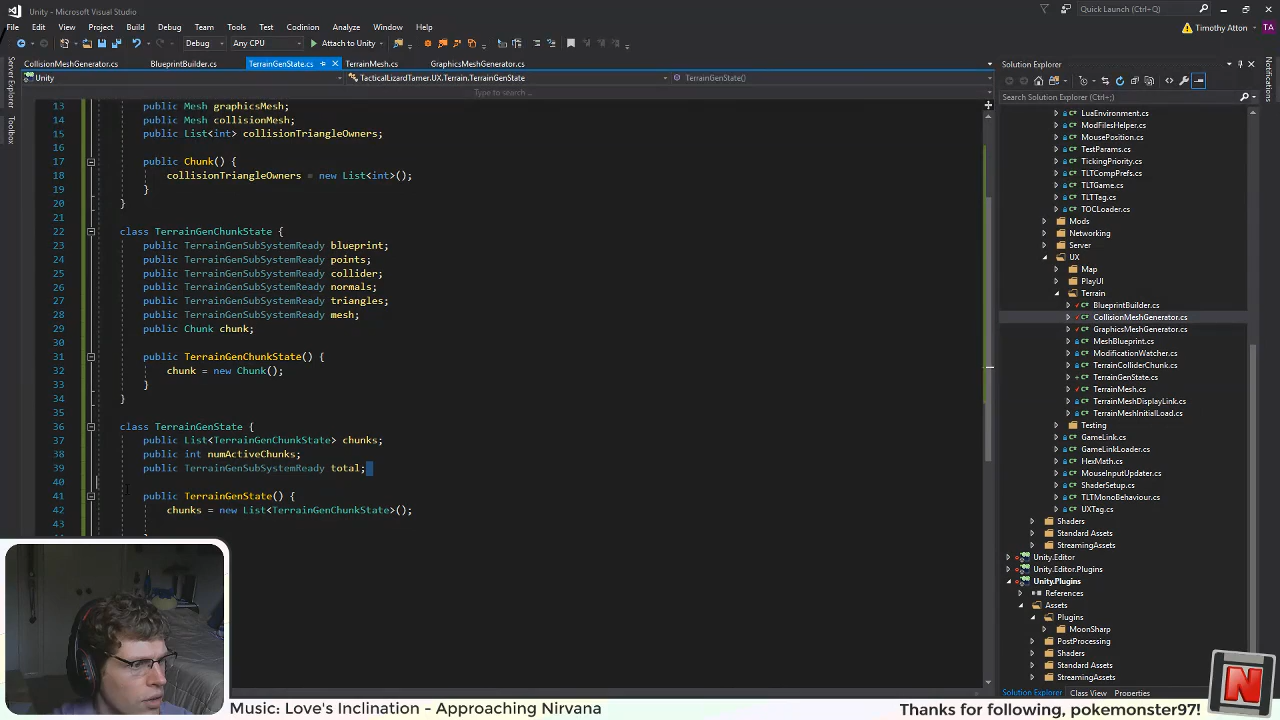 Unity - Microsoft Visual Studio
Quick Launch (Ctrl+Q)
File Edit View Project Build Debug Team Tools Test Comino Analyze Window Help
Timothy Atton TA
Debug Any CPU Attach to Unity
CollisionMeshGenerator.cs BlueprintBuilder.cs TerrainGenState.cs TerrainMesh.cs GraphicsMeshGenerator.cs
Unity TacticalLizardTamer.UX.Terrain.TerrainGenState TerrainGenState()
Type to search ...
Server Explorer
Toolbox
13 public Mesh graphicsMesh;
14 public Mesh collisionMesh;
15 public List<int> collisionTriangleOwners;
16
17 public Chunk() {
18 collisionTriangleOwners = new List<int>();
19 }
20 }
21
22 class TerrainGenChunkState {
23 public TerrainGenSubSystemReady blueprint;
24 public TerrainGenSubSystemReady points;
25 public TerrainGenSubSystemReady collider;
26 public TerrainGenSubSystemReady normals;
27 public TerrainGenSubSystemReady triangles;
28 public TerrainGenSubSystemReady mesh;
29 public Chunk chunk;
30
31 public TerrainGenChunkState() {
32 chunk = new Chunk();
33 }
34 }
35
36 class TerrainGenState {
37 public List<TerrainGenChunkState> chunks;
38 public int numActiveChunks;
39 public TerrainGenSubSystemReady total;
40
41 public TerrainGenState() {
42 chunks = new List<TerrainGenChunkState>();
43
Solution Explorer
Search Solution Explorer (Ctrl+;)
LuaEnvironment.cs
ModFilesHelper.cs
MousePosition.cs
TestParams.cs
TickingPriority.cs
TLTCompPrefs.cs
TLTGame.cs
TLTTag.cs
TOCLoader.cs
Mods
Networking
Server
UX
Map
PlayUI
Terrain
BlueprintBuilder.cs
CollisionMeshGenerator.cs
GraphicsMeshGenerator.cs
MeshBlueprint.cs
ModificationWatcher.cs
TerrainColliderChunk.cs
TerrainGenState.cs
TerrainMesh.cs
TerrainMeshDisplayLink.cs
TerrainMeshInitialLoad.cs
Testing
GameLink.cs
GameLinkLoader.cs
HexMath.cs
MouseInputUpdater.cs
ShaderSetup.cs
TLTMonoBehaviour.cs
UXTag.cs
Shaders
Standard Assets
StreamingAssets
Unity.Editor
Unity.Editor.Plugins
Unity.Plugins
References
Assets
Plugins
MoonSharp
PostProcessing
Shaders
Standard Assets
StreamingAssets
Solution Explorer Class View Properties
Notifications
N
Music: Love's Inclination - Approaching Nirvana
Thanks for following, pokemonster97!